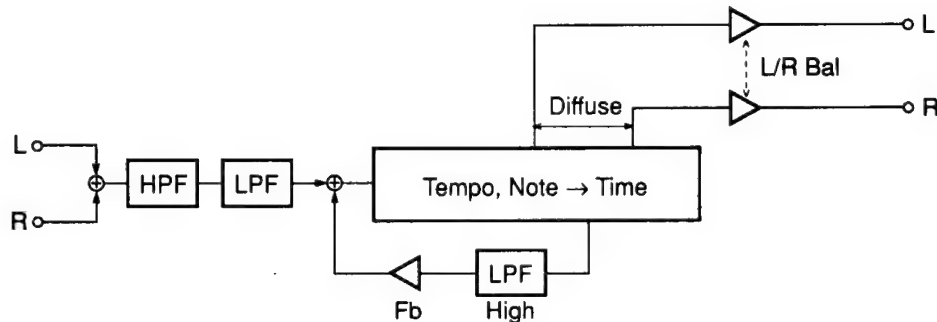 L
L/R Bal
R
Diffuse
L
HPF
LPF
Tempo, Note → Time
R
LPF
Fb
High